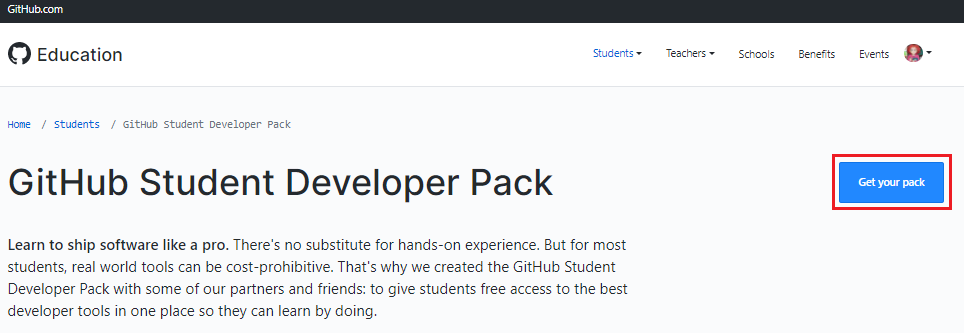 GitHub.com
Education
Students Teachers Schools Benefits Events
Home / Students / GitHub Student Developer Pack
GitHub Student Developer Pack
Get your pack
Learn to ship software like a pro. There's no substitute for hands-on experience. But for most
students, real world tools can be cost-prohibitive. That's why we created the GitHub Student
Developer Pack with some of our partners and friends: to give students free access to the best
developer tools in one place so they can learn by doing.